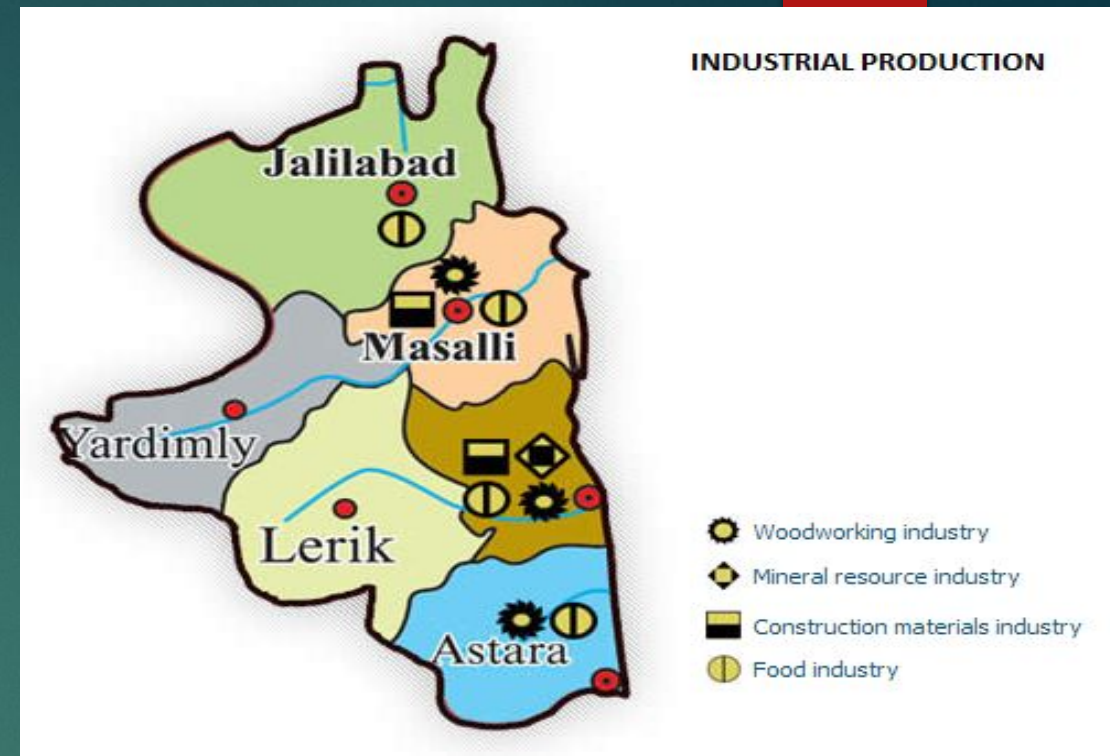 INDUSTRIAL PRODUCTION
Jalilabad
Masalli
Yardimly
Lerik
Astara
Woodworking industry
Mineral resource industry
Construction materials industry
Food industry